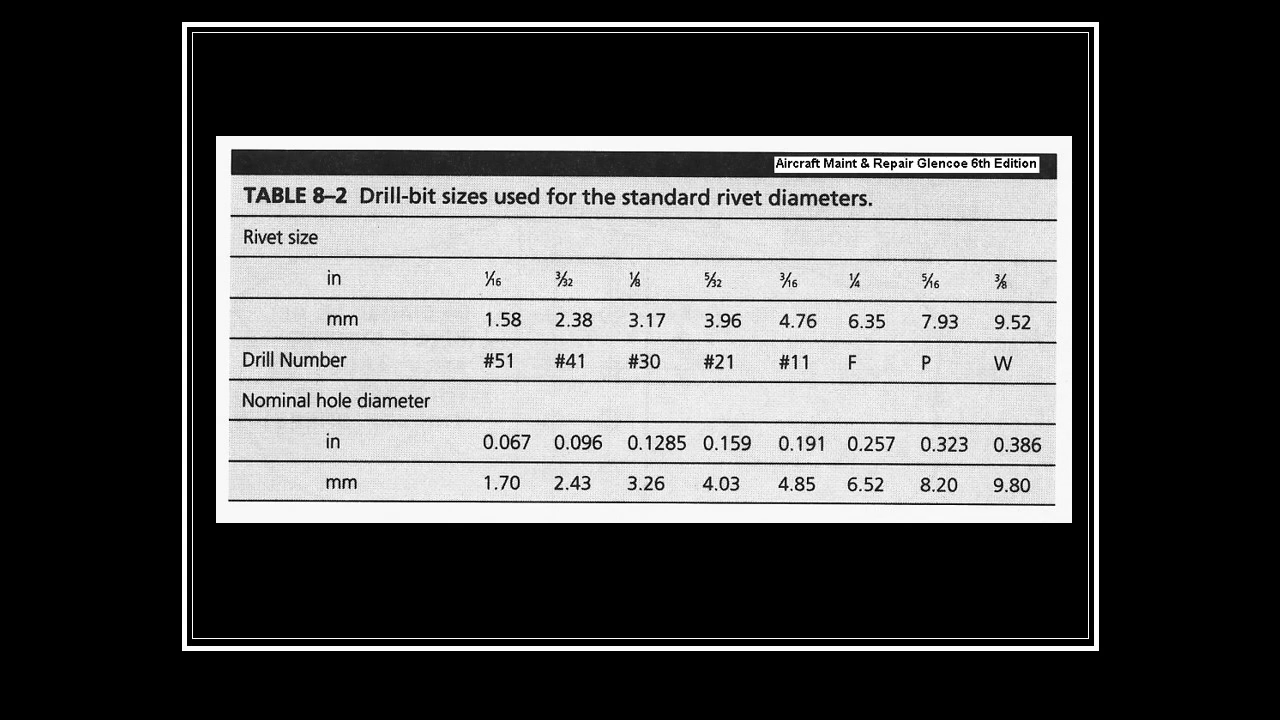 Aircraft Maint & Repair Glencoe 6th Edition
TABLE 8–2 Drill-bit sizes used for the standard rivet diameters.
Rivet size
in 1/16 3/32 1/8 5/32 3/16 1/4 5/16 3/8
mm 1.58 2.38 3.17 3.96 4.76 6.35 7.93 9.52
Drill Number #51 #41 #30 #21 #11 F P W
Nominal hole diameter
in 0.067 0.096 0.1285 0.159 0.191 0.257 0.323 0.386
mm 1.70 2.43 3.26 4.03 4.85 6.52 8.20 9.80